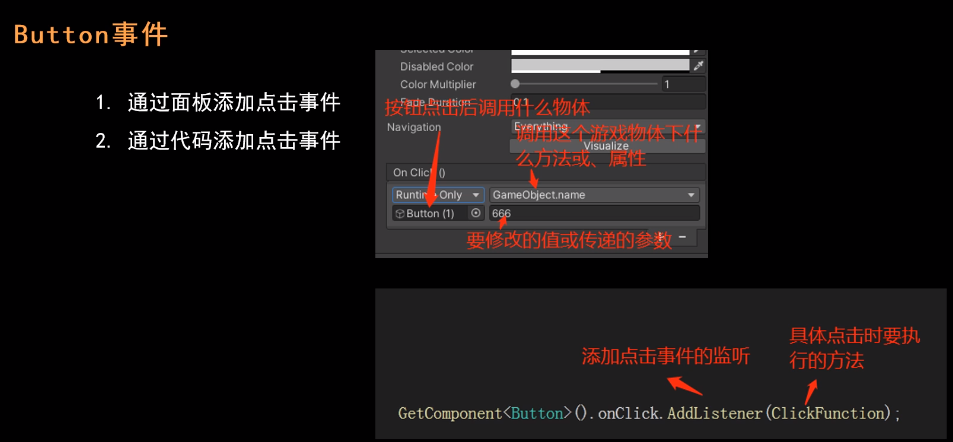 Button事件
1. 通过面板添加点击事件
2. 通过代码添加点击事件
Selected Color
Disabled Color
Color Multiplier
1
Fade Duration
0.1
按钮点击后调用什么物体
Navigation
Everything
调用这个游戏物体下什
么方法或、属性
Visualize
On Click ()
Runtime Only
GameObject.name
Button (1)
666
要修改的值或传递的参数
+ −
添加点击事件的监听
具体点击时要执
行的方法
GetComponent<Button>().onClick.AddListener(ClickFunction);